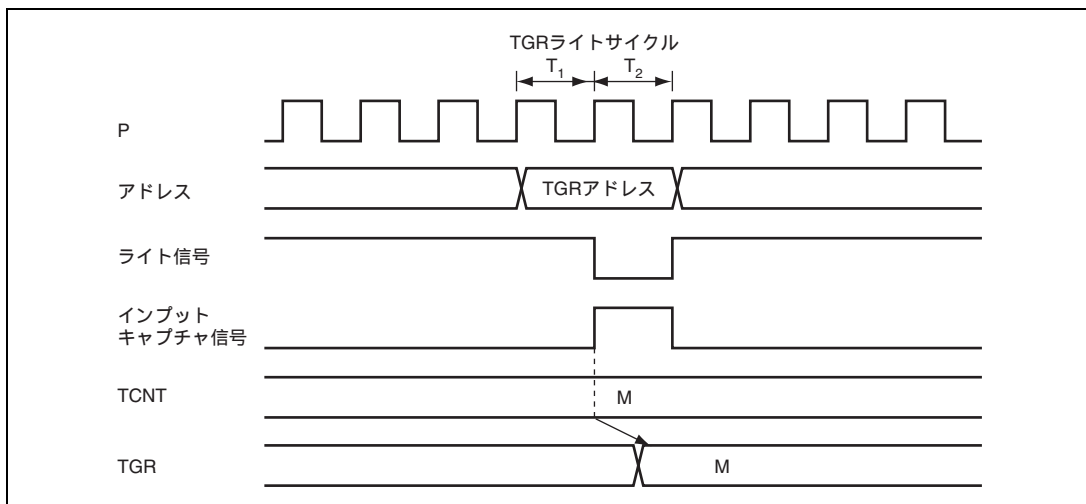 TGRライトサイクル
T1 T2
P
アドレス
TGRアドレス
ライト信号
インプット
キャプチャ信号
TCNT
M
TGR
M